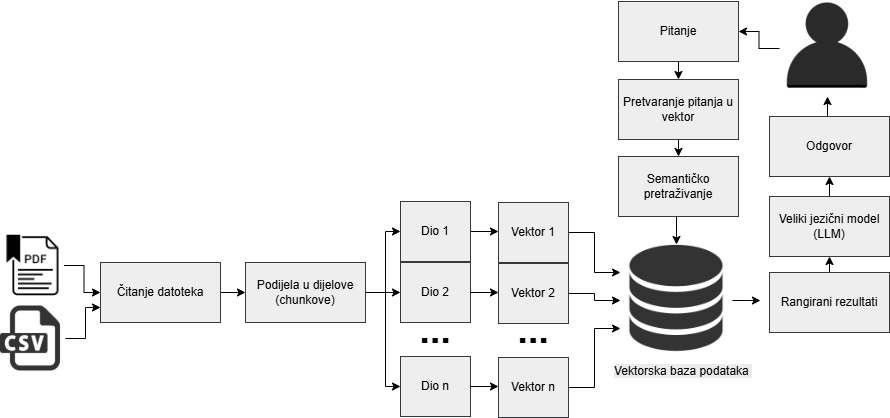 Pitanje
Pretvaranje pitanja u
vektor
Semantičko
pretraživanje
Odgovor
Veliki jezični model
(LLM)
Rangirani rezultati
PDF
CSV
Čitanje datoteka
Podijela u dijelove
(chunkove)
Dio 1
Vektor 1
Dio 2
Vektor 2
...
...
Dio n
Vektor n
Vektorska baza podataka